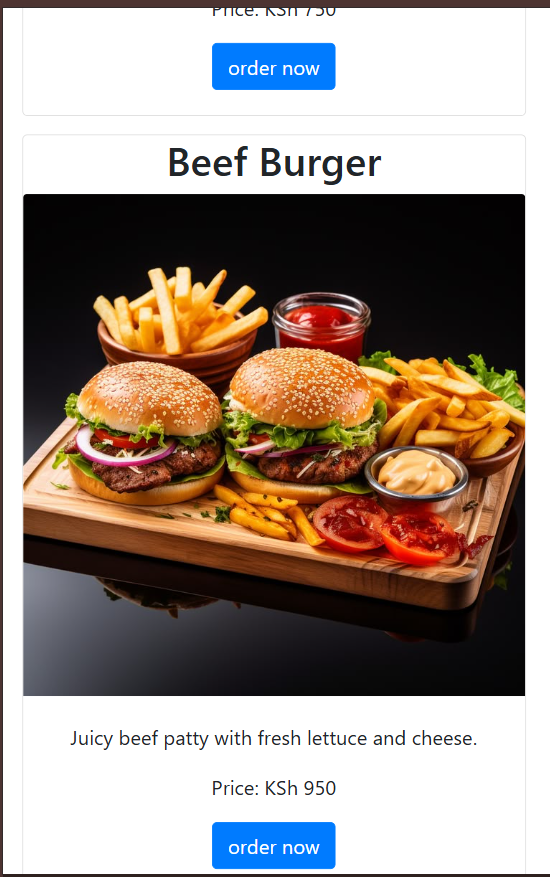 Price: KSh 750
order now
Beef Burger
Juicy beef patty with fresh lettuce and cheese.
Price: KSh 950
order now